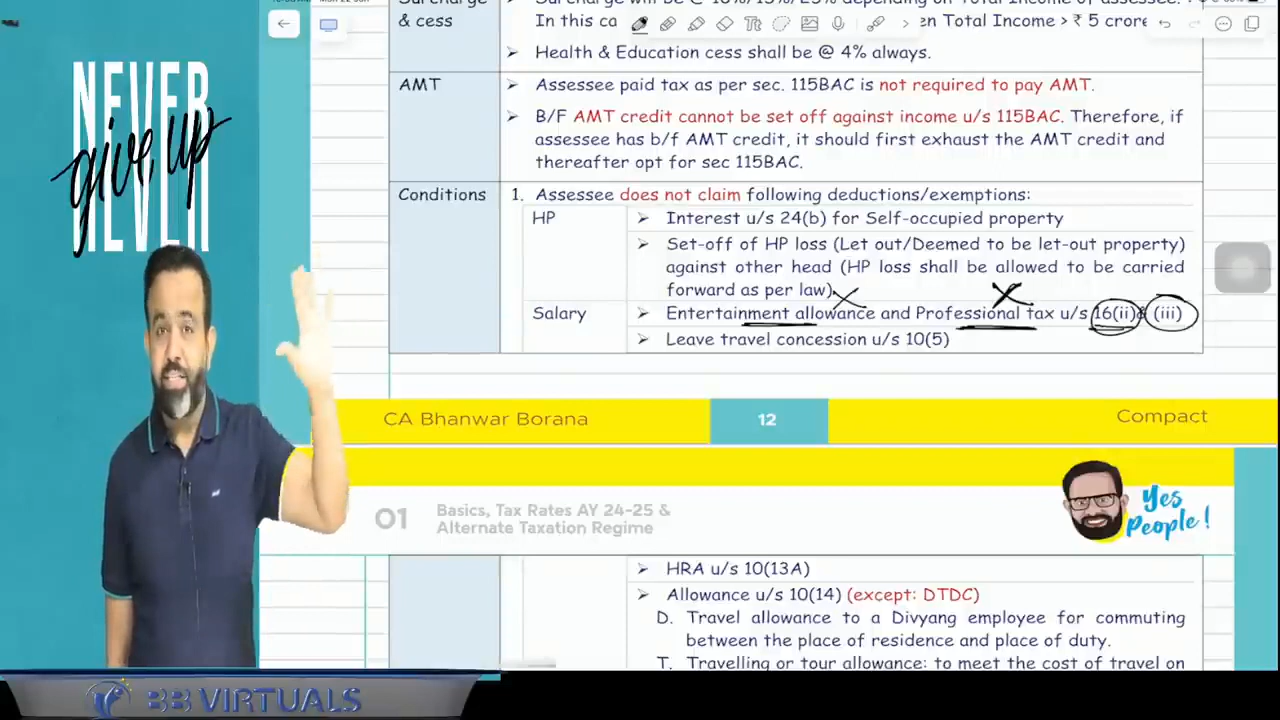 NEVER
give up
NEVER
& cess
➤ Health & Education cess shall be @ 4% always.
AMT
➤ Assessee paid tax as per sec. 115BAC is not required to pay AMT.
➤ B/F AMT credit cannot be set off against income u/s 115BAC. Therefore, if
assessee has b/f AMT credit, it should first exhaust the AMT credit and
thereafter opt for sec 115BAC.
Conditions
1. Assessee does not claim following deductions/exemptions:
HP
➤ Interest u/s 24(b) for Self-occupied property
➤ Set-off of HP loss (Let out/Deemed to be let-out property)
against other head (HP loss shall be allowed to be carried
forward as per law)
Salary
➤ Entertainment allowance and Professional tax u/s 16(ii)& (iii)
➤ Leave travel concession u/s 10(5)
CA Bhanwar Borana
12
Compact
01
Basics, Tax Rates AY 24-25 &
Alternate Taxation Regime
Yes
People!
➤ HRA u/s 10(13A)
➤ Allowance u/s 10(14) (except: DTDC)
D. Travel allowance to a Divyang employee for commuting
between the place of residence and place of duty.
T. Travelling or tour allowance: to meet the cost of travel on
BB VIRTUALS